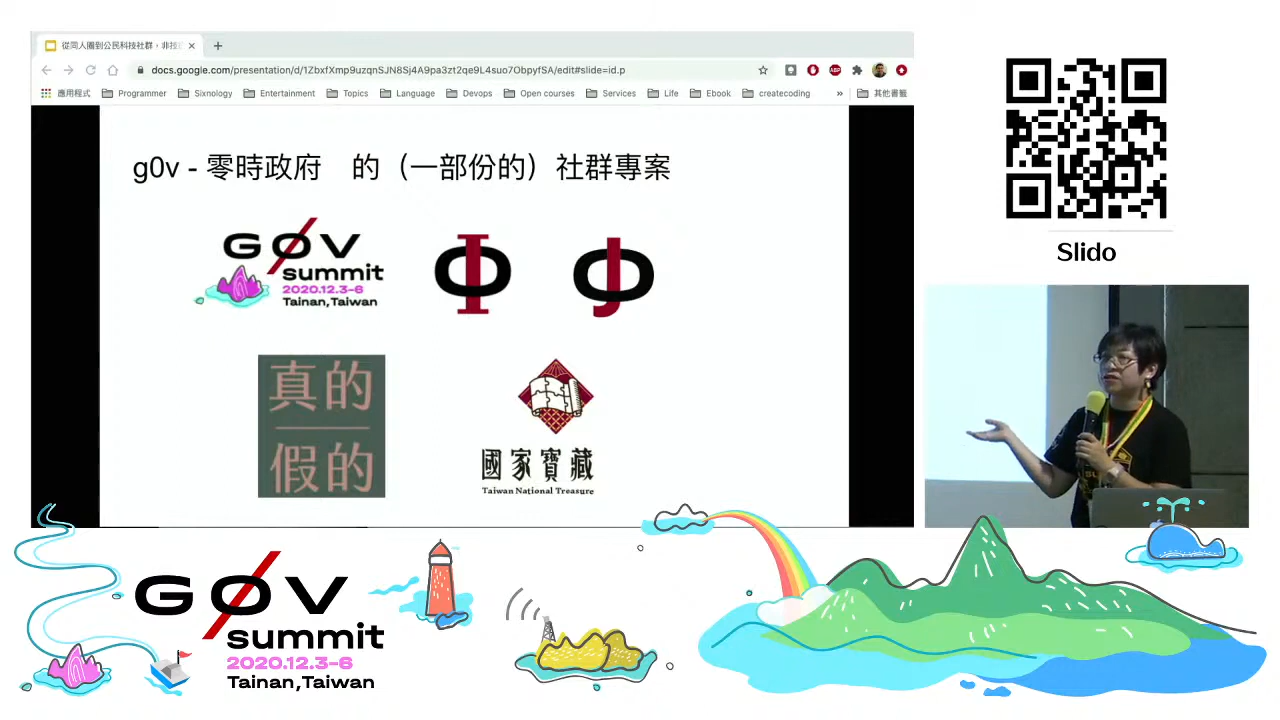 從同人圈到公民科技社群，非技
docs.google.com/presentation/d/1ZbxfXmp9uzqnSJN8Sj4A9pa3zt2qe9L4suo7ObpyfSA/edit#slide=id.p
應用程式 Programmer Sixnology Entertainment Topics Language Devops Open courses Services Life Ebook createcoding » 其他書籤
g0v - 零時政府 的（一部份的）社群專案
G0V
summit
2020.12.3-6
Tainan,Taiwan
真的
假的
國家寶藏
Taiwan National Treasure
Slido
G0V
summit
2020.12.3-6
Tainan,Taiwan